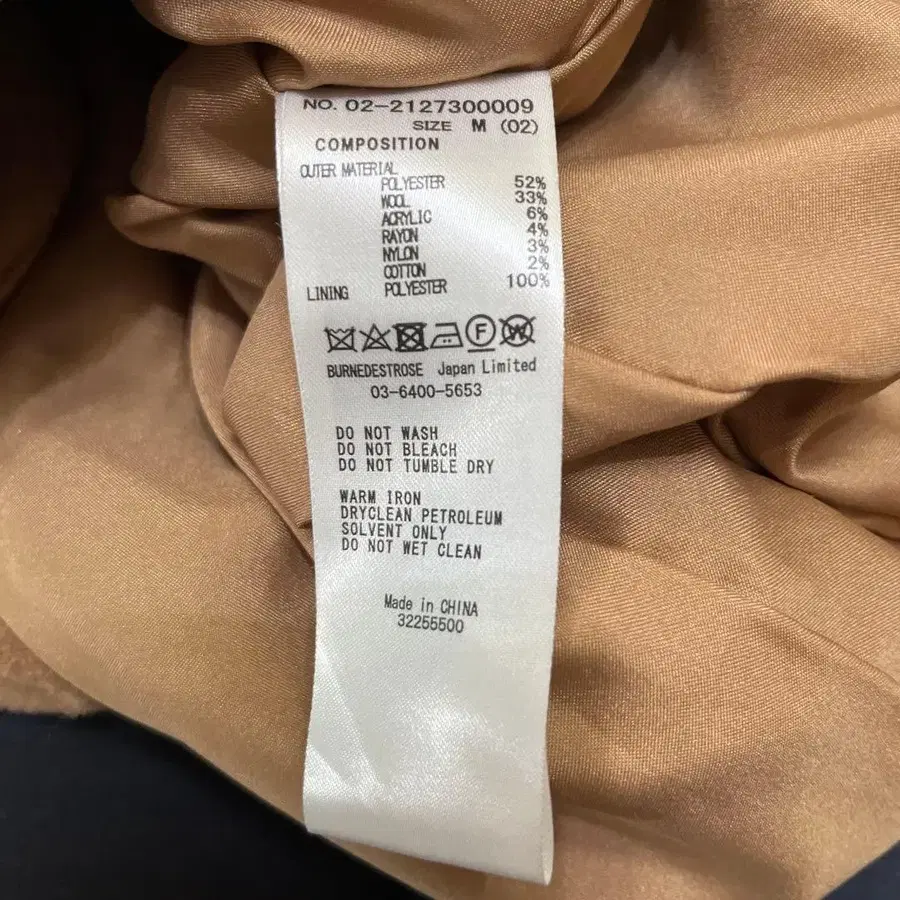 NO. 02-2127300009
SIZE M (02)
COMPOSITION
OUTER MATERIAL
POLYESTER 52%
WOOL 33%
ACRYLIC 6%
RAYON 4%
NYLON 3%
COTTON 2%
LINING POLYESTER 100%
F W
BURNEDESTROSE Japan Limited
03-6400-5653
DO NOT WASH
DO NOT BLEACH
DO NOT TUMBLE DRY
WARM IRON
DRYCLEAN PETROLEUM
SOLVENT ONLY
DO NOT WET CLEAN
Made in CHINA
32255500